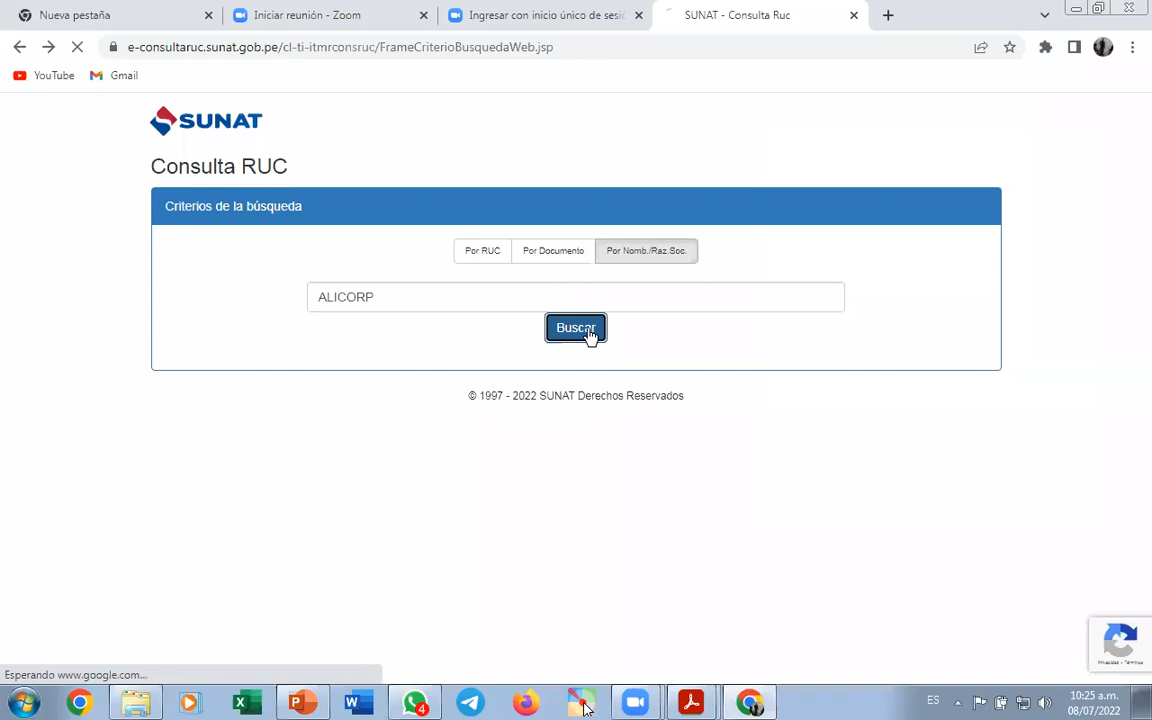 Nueva pestaña
Iniciar reunión - Zoom
Ingresar con inicio único de sesi
SUNAT - Consulta Ruc
e-consultaruc.sunat.gob.pe/cl-ti-itmrconsruc/FrameCriterioBusquedaWeb.jsp
YouTube
Gmail
SUNAT
Consulta RUC
Criterios de la búsqueda
Por RUC
Por Documento
Por Nomb./Raz.Soc.
ALICORP
Buscar
© 1997 - 2022 SUNAT Derechos Reservados
Privacidad - Términos
Esperando www.google.com...
4
ES
10:25 a.m.
08/07/2022